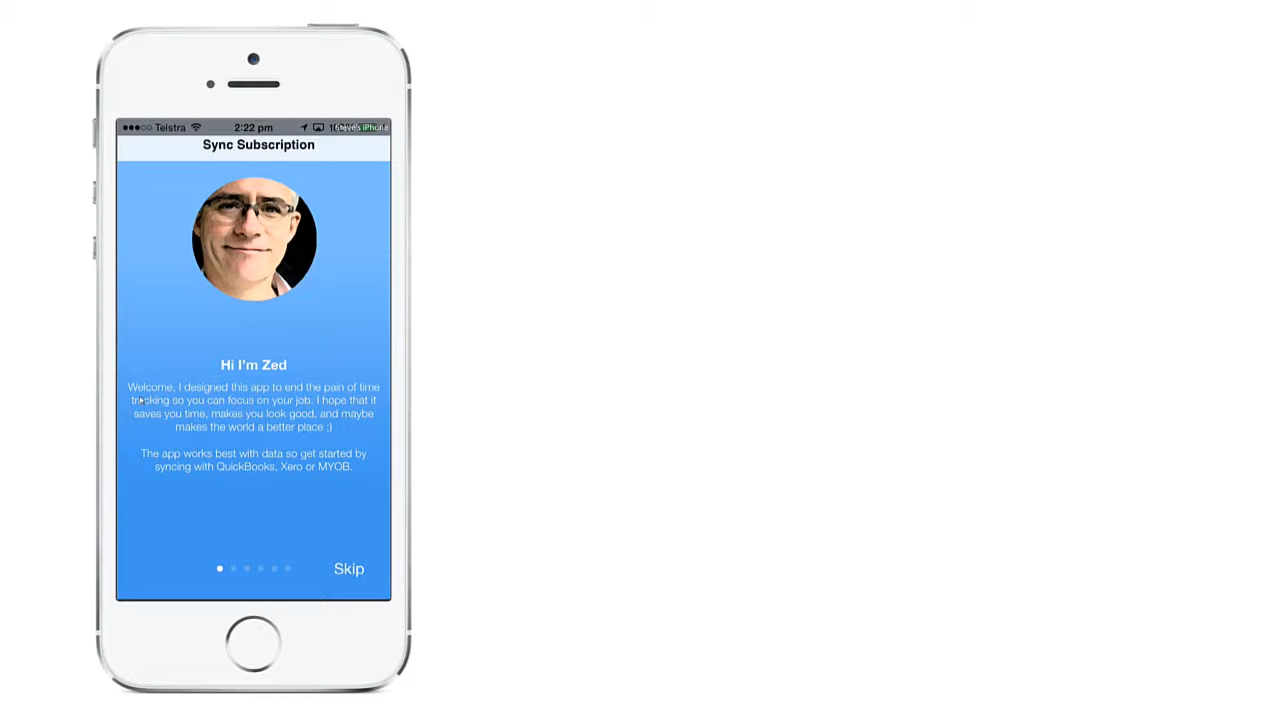 Telstra 2:22 pm Steve's iPhone
Sync Subscription
Hi I'm Zed
Welcome, I designed this app to end the pain of time
tracking so you can focus on your job. I hope that it
saves you time, makes you look good, and maybe
makes the world a better place ;)
The app works best with data so get started by
syncing with QuickBooks, Xero or MYOB.
Skip